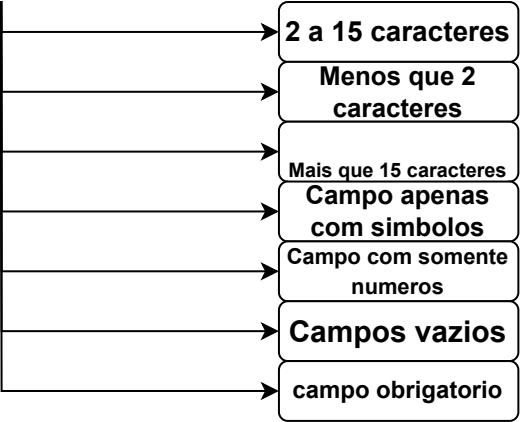 2 a 15 caracteres
Menos que 2
caracteres
Mais que 15 caracteres
Campo apenas
com simbolos
Campo com somente
numeros
Campos vazios
campo obrigatorio